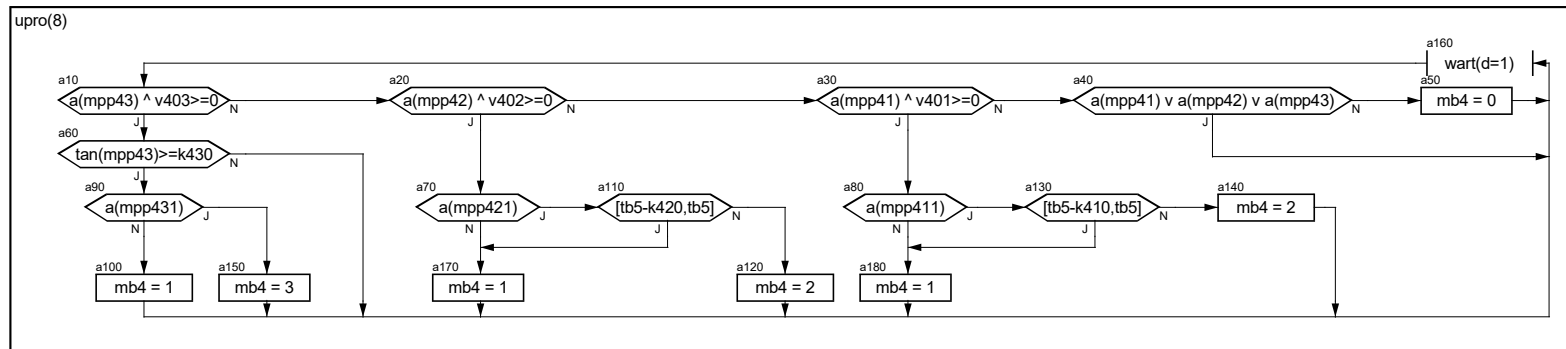 upro(8)
a160
wart(d=1)
a10
a(mpp43) ^ v403>=0
N
J
a20
a(mpp42) ^ v402>=0
N
J
a30
a(mpp41) ^ v401>=0
N
J
a40
a(mpp41) v a(mpp42) v a(mpp43)
N
J
a50
mb4 = 0
a60
tan(mpp43)>=k430
N
J
a90
a(mpp431)
J
N
a70
a(mpp421)
J
N
a110
[tb5-k420,tb5]
N
J
a80
a(mpp411)
J
N
a130
[tb5-k410,tb5]
N
J
a140
mb4 = 2
a100
mb4 = 1
a150
mb4 = 3
a170
mb4 = 1
a120
mb4 = 2
a180
mb4 = 1